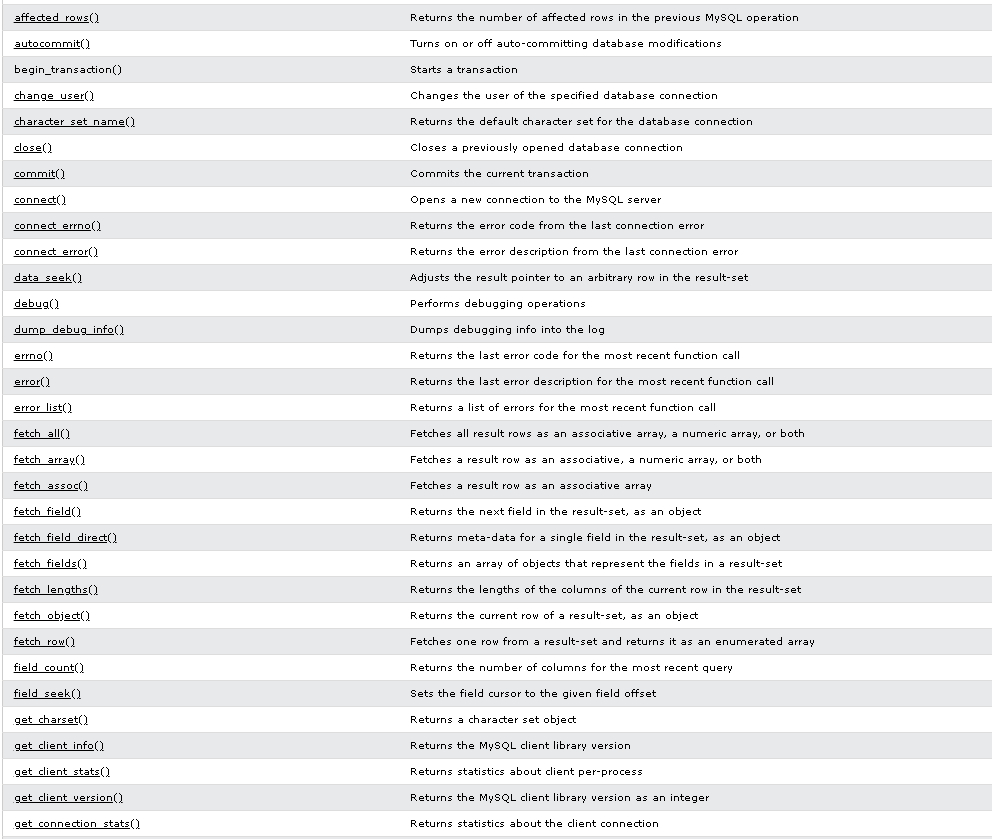 affected_rows() Returns the number of affected rows in the previous MySQL operation
autocommit() Turns on or off auto-committing database modifications
begin_transaction() Starts a transaction
change_user() Changes the user of the specified database connection
character_set_name() Returns the default character set for the database connection
close() Closes a previously opened database connection
commit() Commits the current transaction
connect() Opens a new connection to the MySQL server
connect_errno() Returns the error code from the last connection error
connect_error() Returns the error description from the last connection error
data_seek() Adjusts the result pointer to an arbitrary row in the result-set
debug() Performs debugging operations
dump_debug_info() Dumps debugging info into the log
errno() Returns the last error code for the most recent function call
error() Returns the last error description for the most recent function call
error_list() Returns a list of errors for the most recent function call
fetch_all() Fetches all result rows as an associative array, a numeric array, or both
fetch_array() Fetches a result row as an associative, a numeric array, or both
fetch_assoc() Fetches a result row as an associative array
fetch_field() Returns the next field in the result-set, as an object
fetch_field_direct() Returns meta-data for a single field in the result-set, as an object
fetch_fields() Returns an array of objects that represent the fields in a result-set
fetch_lengths() Returns the lengths of the columns of the current row in the result-set
fetch_object() Returns the current row of a result-set, as an object
fetch_row() Fetches one row from a result-set and returns it as an enumerated array
field_count() Returns the number of columns for the most recent query
field_seek() Sets the field cursor to the given field offset
get_charset() Returns a character set object
get_client_info() Returns the MySQL client library version
get_client_stats() Returns statistics about client per-process
get_client_version() Returns the MySQL client library version as an integer
get_connection_stats() Returns statistics about the client connection